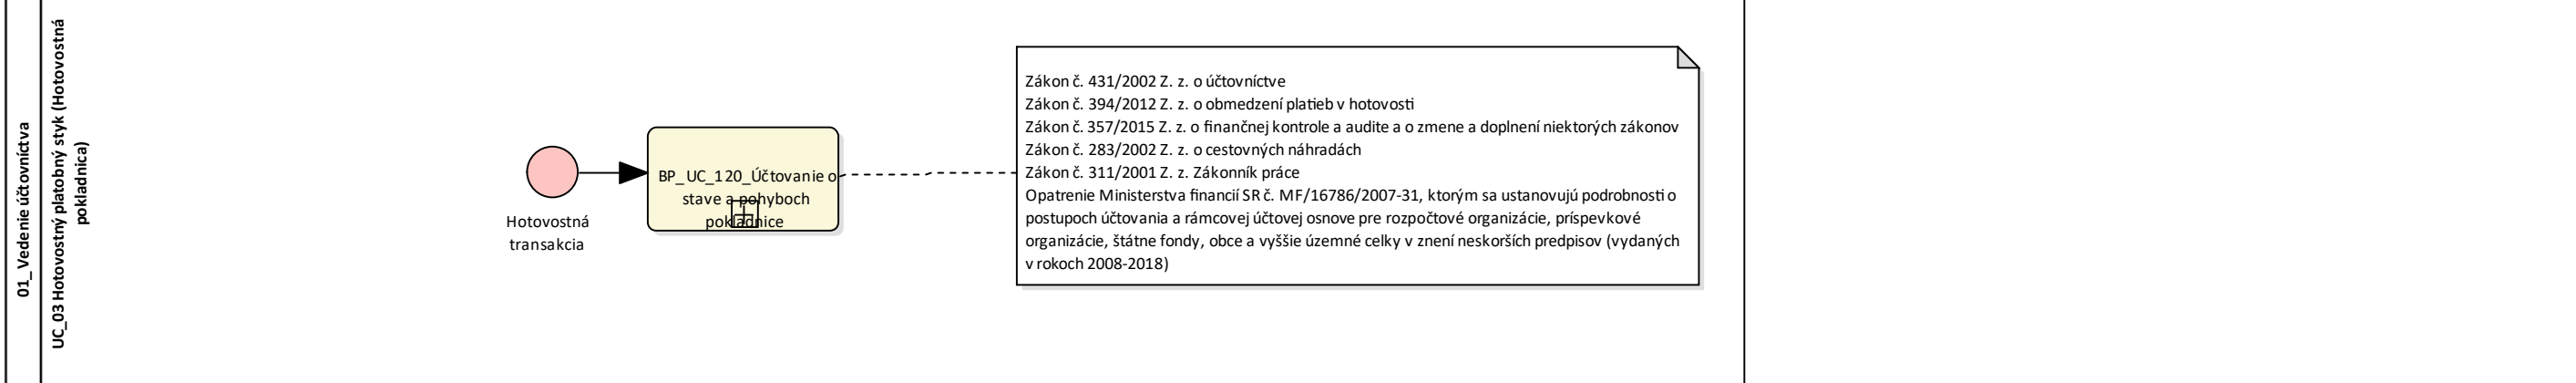 01_Vedenie účtovníctva
UC_03 Hotovostný platobný styk (Hotovostná
pokladnica)
Hotovostná
transakcia
BP_UC_120_Účtovanie o
stave a pohyboch
pokladnice
Zákon č. 431/2002 Z. z. o účtovníctve
Zákon č. 394/2012 Z. z. o obmedzení platieb v hotovosti
Zákon č. 357/2015 Z. z. o finančnej kontrole a audite a o zmene a doplnení niektorých zákonov
Zákon č. 283/2002 Z. z. o cestovných náhradách
Zákon č. 311/2001 Z. z. Zákonník práce
Opatrenie Ministerstva financií SR č. MF/16786/2007-31, ktorým sa ustanovujú podrobnosti o
postupoch účtovania a rámcovej účtovej osnove pre rozpočtové organizácie, príspevkové
organizácie, štátne fondy, obce a vyššie územné celky v znení neskorších predpisov (vydaných
v rokoch 2008-2018)